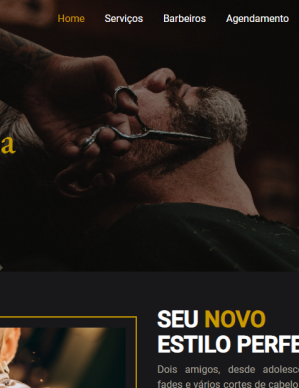 Home Serviços Barbeiros Agendamento
a
SEU NOVO
ESTILO PERFE
Dois amigos, desde adolesc
fades e vários cortes de cabelo